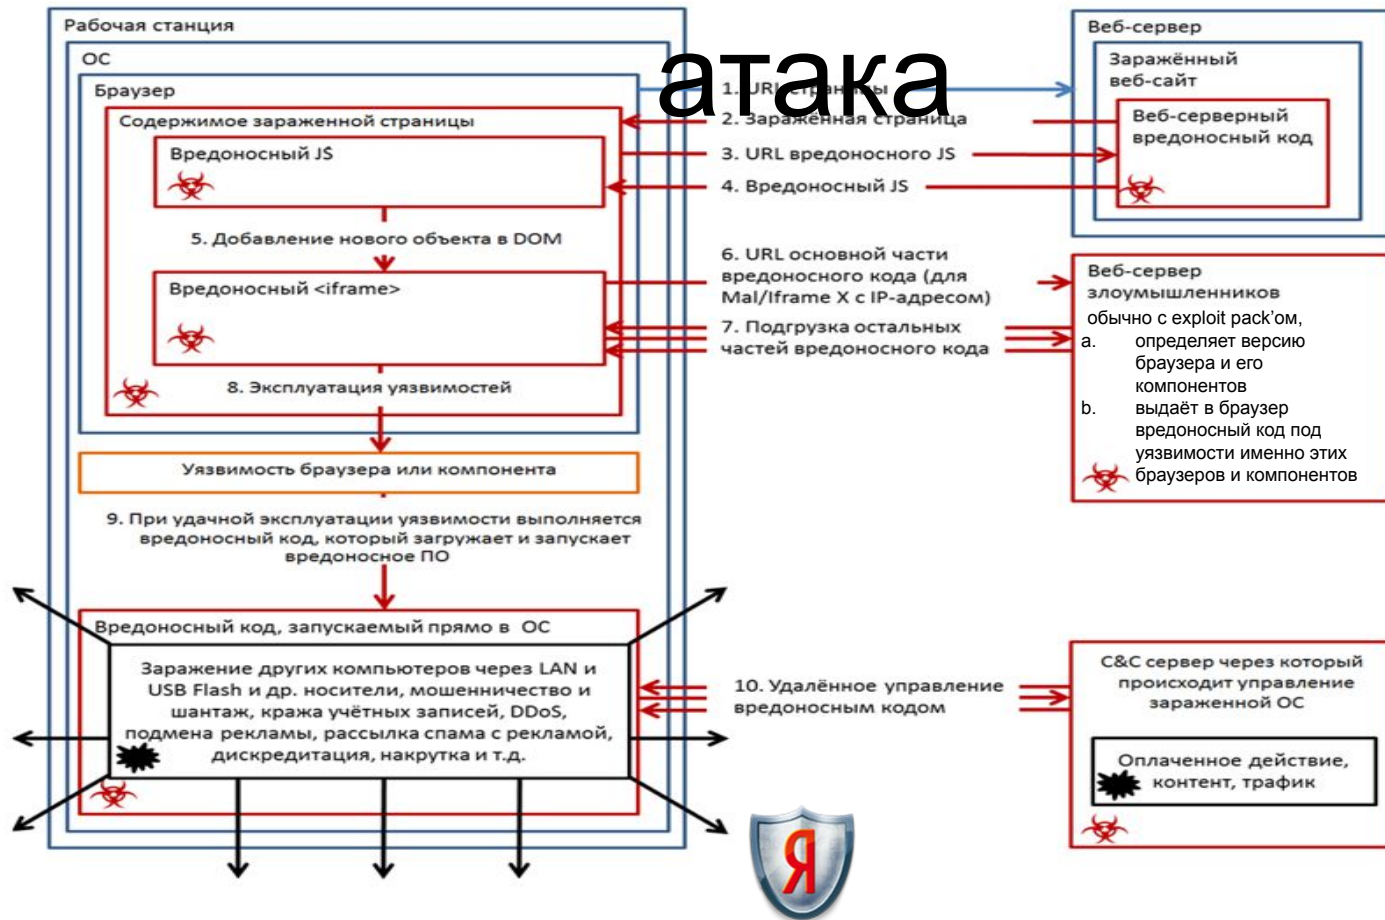 Рабочая станция
ОС
Браузер
Содержимое зараженной страницы
Вредоносный JS
5. Добавление нового объекта в DOM
Вредоносный <iframe>
8. Эксплуатация уязвимостей
Уязвимость браузера или компонента
9. При удачной эксплуатации уязвимости выполняется
вредоносный код, который загружает и запускает
вредоносное ПО
Вредоносный код, запускаемый прямо в ОС
Заражение других компьютеров через LAN и
USB Flash и др. носители, мошенничество и
шантаж, кража учётных записей, DDoS,
подмена рекламы, рассылка спама с рекламой,
дискредитация, накрутка и т.д.
атака
1. URL страницы
2. Заражённая страница
3. URL вредоносного JS
4. Вредоносный JS
6. URL основной части
вредоносного кода (для
Mal/Iframe X с IP-адресом)
7. Подгрузка остальных
частей вредоносного кода
10. Удалённое управление
вредоносным кодом
Я
Веб-сервер
Заражённый
веб-сайт
Веб-серверный
вредоносный код
Веб-сервер
злоумышленников
обычно с exploit pack’ом,
a. определяет версию
браузера и его
компонентов
b. выдаёт в браузер
вредоносный код под
уязвимости именно этих
браузеров и компонентов
C&C сервер через который
происходит управление
зараженной ОС
Оплаченное действие,
контент, трафик